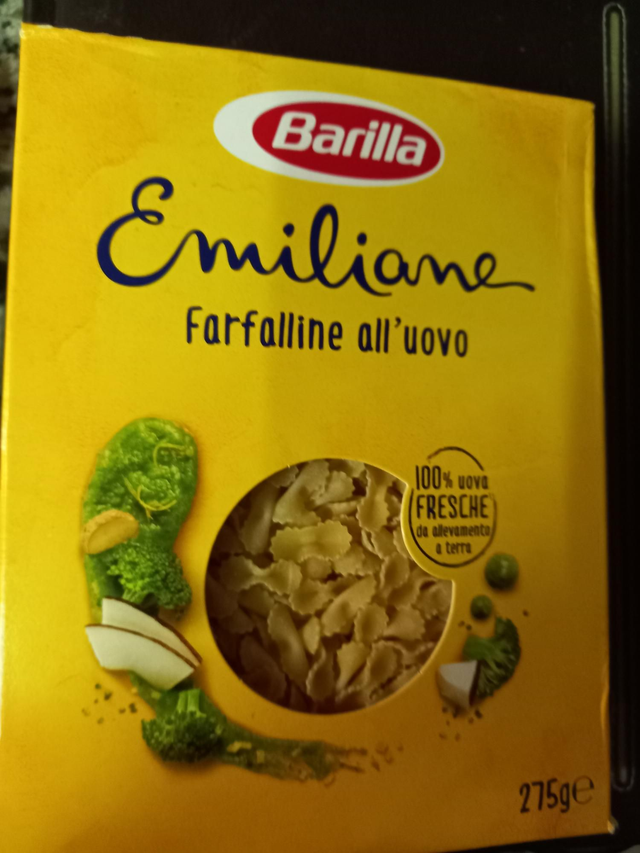 Barilla
Emiliane
Farfalline all'uovo
100% uova
FRESCHE
da allevamento
a terra
275g℮